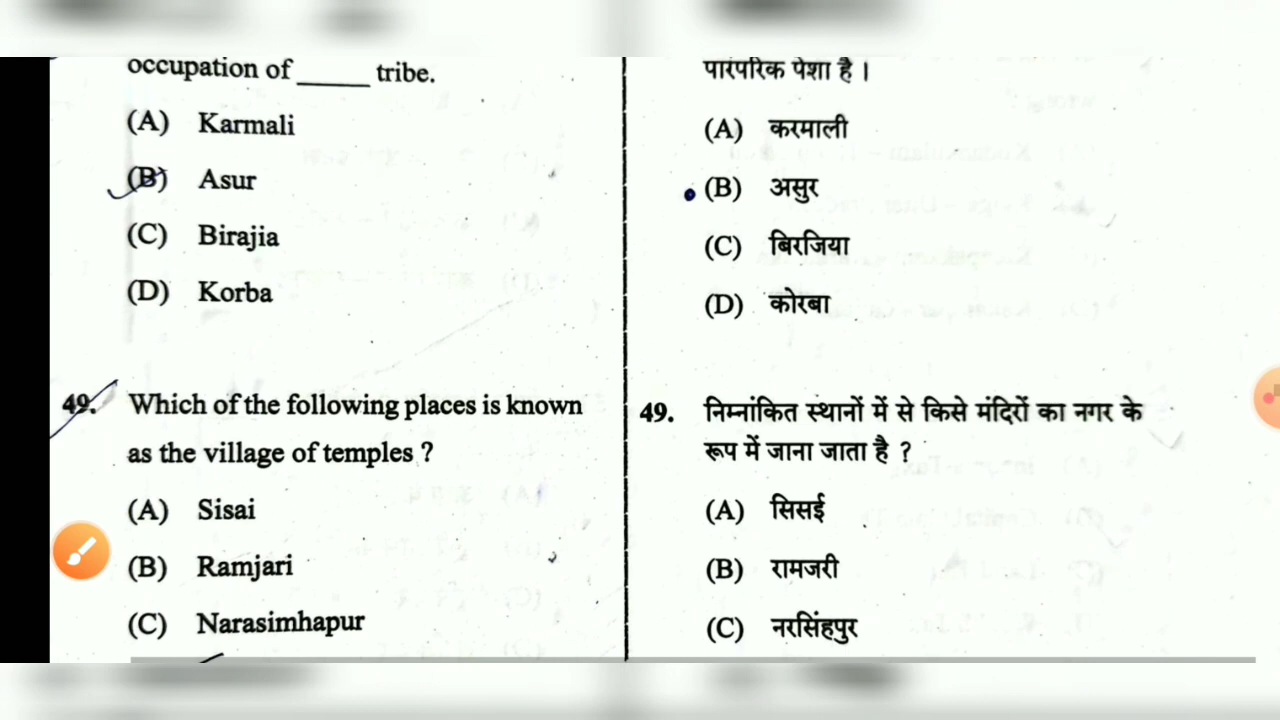 occupation of ______ tribe.
(A) Karmali
(B) Asur
(C) Birajia
(D) Korba
49. Which of the following places is known
as the village of temples ?
(A) Sisai
(B) Ramjari
(C) Narasimhapur
पारंपरिक पेशा है ।
(A) करमाली
(B) असुर
(C) बिरजिया
(D) कोरबा
49. निम्नांकित स्थानों में से किसे मंदिरों का नगर के
रूप में जाना जाता है ?
(A) सिसई
(B) रामजरी
(C) नरसिंहपुर